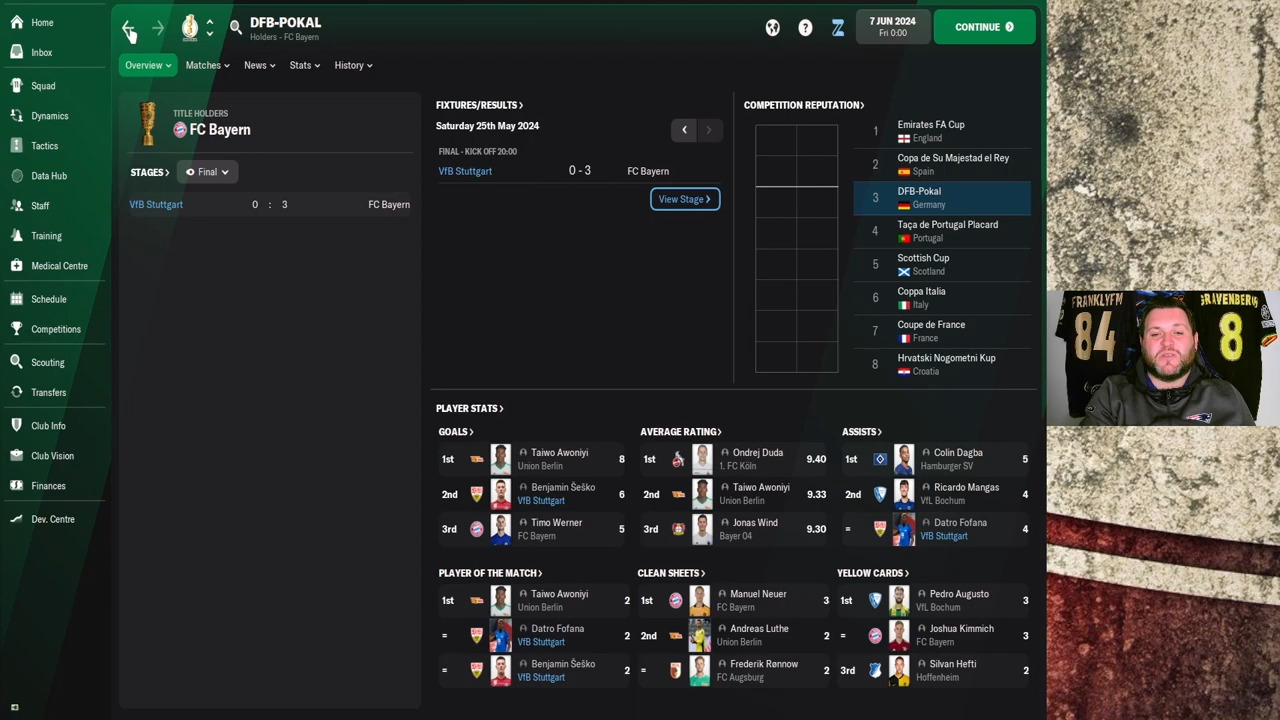 Home
Inbox
Squad
Dynamics
Tactics
Data Hub
Staff
Training
Medical Centre
Schedule
Competitions
Scouting
Transfers
Club Info
Club Vision
Finances
Dev. Centre
DFB-POKAL
Holders - FC Bayern
7 JUN 2024
Fri 0:00
CONTINUE
Overview
Matches
News
Stats
History
TITLE HOLDERS
FC Bayern
STAGES
Final
VfB Stuttgart 0 : 3 FC Bayern
FIXTURES/RESULTS
Saturday 25th May 2024
FINAL - KICK OFF 20:00
VfB Stuttgart 0 - 3 FC Bayern
View Stage
COMPETITION REPUTATION
1 Emirates FA Cup
England
2 Copa de Su Majestad el Rey
Spain
3 DFB-Pokal
Germany
4 Taça de Portugal Placard
Portugal
5 Scottish Cup
Scotland
6 Coppa Italia
Italy
7 Coupe de France
France
8 Hrvatski Nogometni Kup
Croatia
PLAYER STATS
GOALS
1st Taiwo Awoniyi 8
Union Berlin
2nd Benjamin Šeško 6
VfB Stuttgart
3rd Timo Werner 5
FC Bayern
AVERAGE RATING
1st Ondrej Duda 9.40
1. FC Köln
2nd Taiwo Awoniyi 9.33
Union Berlin
3rd Jonas Wind 9.30
Bayer 04
ASSISTS
1st Colin Dagba 5
Hamburger SV
2nd Ricardo Mangas 4
VfL Bochum
= Datro Fofana 4
VfB Stuttgart
PLAYER OF THE MATCH
1st Taiwo Awoniyi 2
Union Berlin
= Datro Fofana 2
VfB Stuttgart
= Benjamin Šeško 2
VfB Stuttgart
CLEAN SHEETS
1st Manuel Neuer 3
FC Bayern
2nd Andreas Luthe 2
Union Berlin
= Frederik Rønnow 2
FC Augsburg
YELLOW CARDS
1st Pedro Augusto 3
VfL Bochum
= Joshua Kimmich 3
FC Bayern
3rd Silvan Hefti 2
Hoffenheim
FRANKLYFM
84
GRAVENBERCH
8